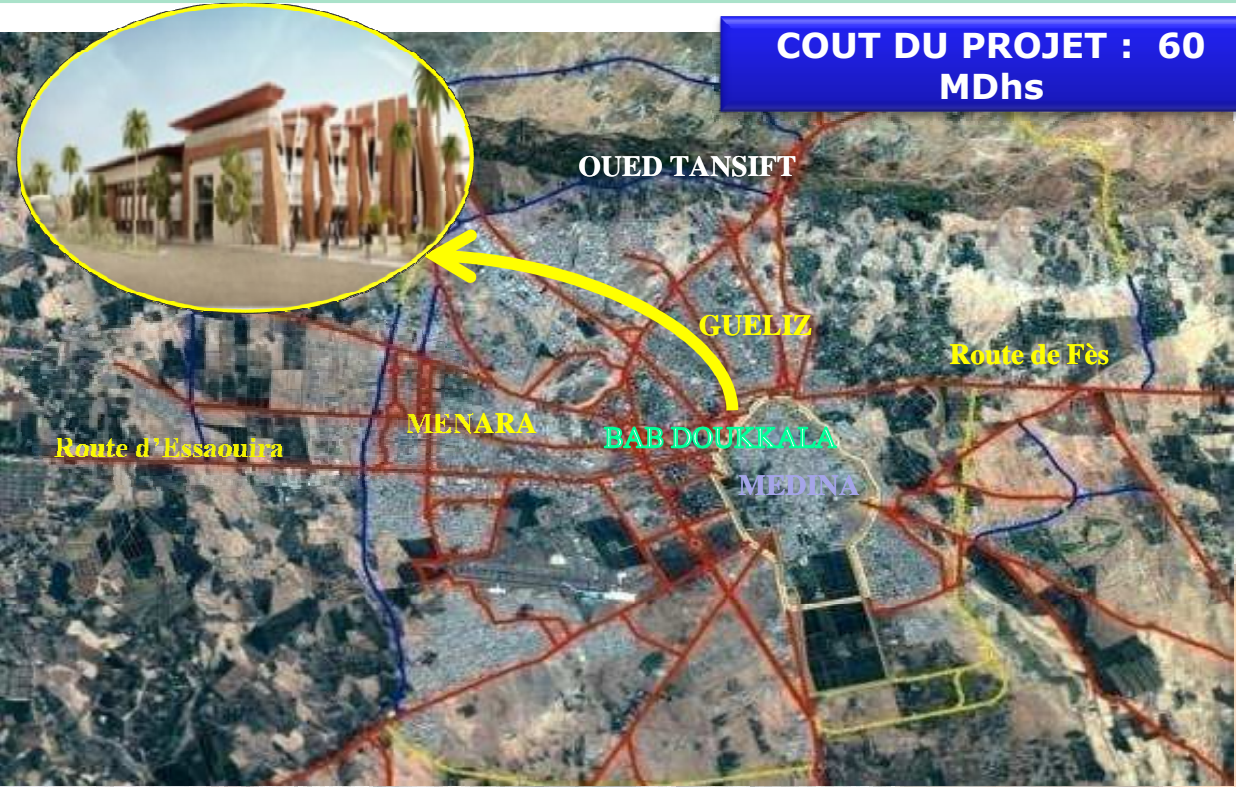 COUT DU PROJET : 60
MDhs
OUED TANSIFT
GUELIZ
Route de Fès
MENARA
BAB DOUKKALA
Route d'Essaouira
MEDINA